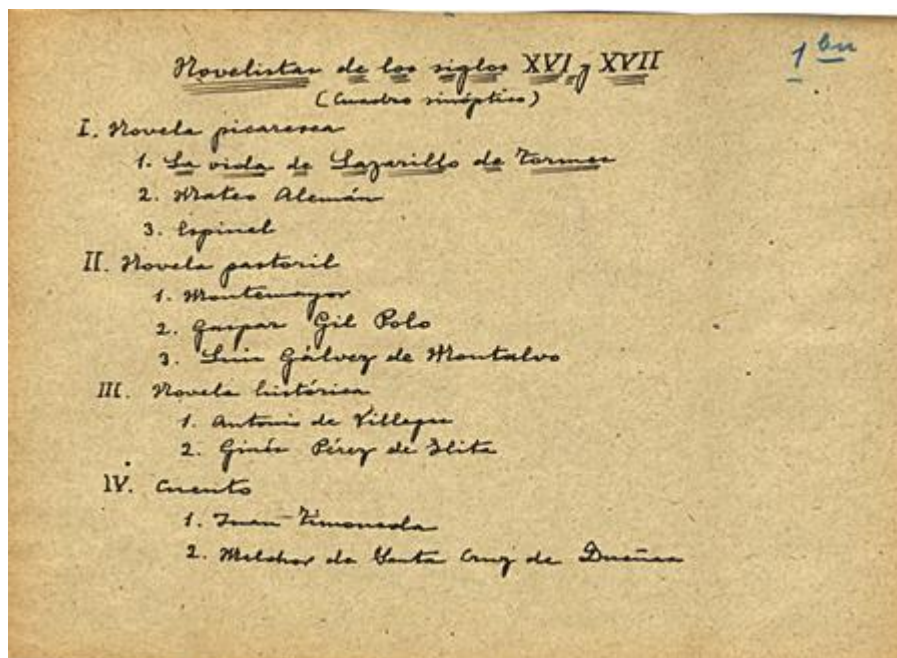 Novelistas de los siglos XVI y XVII
1
(Cuadro sinóptico)
I. Novela picaresca
1. La vida de Lazarillo de Tormes
2. Mateo Alemán
3. Espinel
II. Novela pastoril
1. Montemayor
2. Gaspar Gil Polo
3. Luis Gálvez de Montalvo
III. Novela histórica
1. Antonio de Villegas
2. Ginés Pérez de Hita
IV. Cuento
1. Juan Timoneda
2. Melchor de Santa Cruz de Dueñas